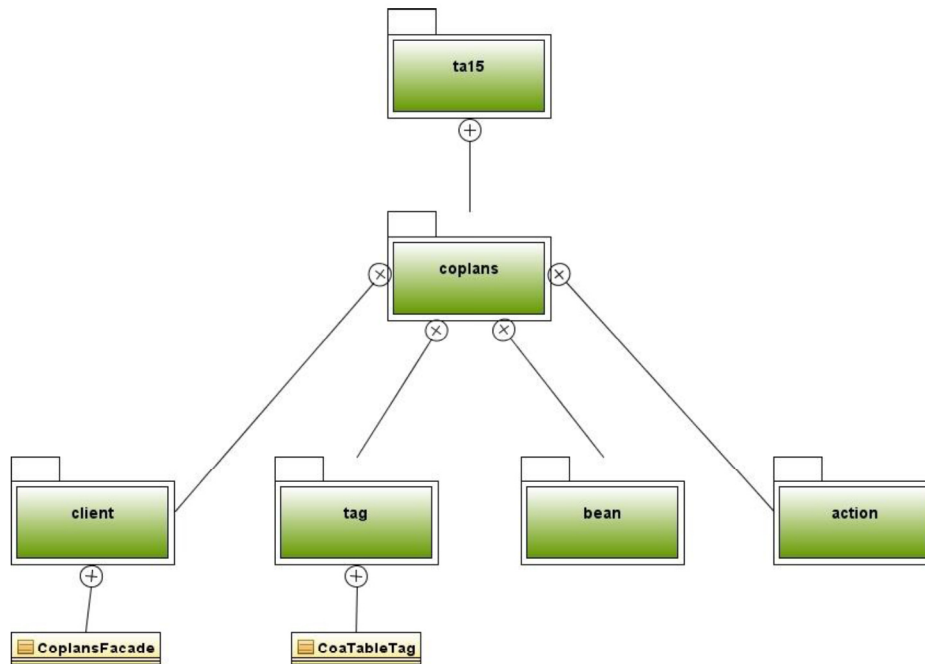 ta15
coplans
client
tag
bean
action
CoplansFacade
CoaTableTag